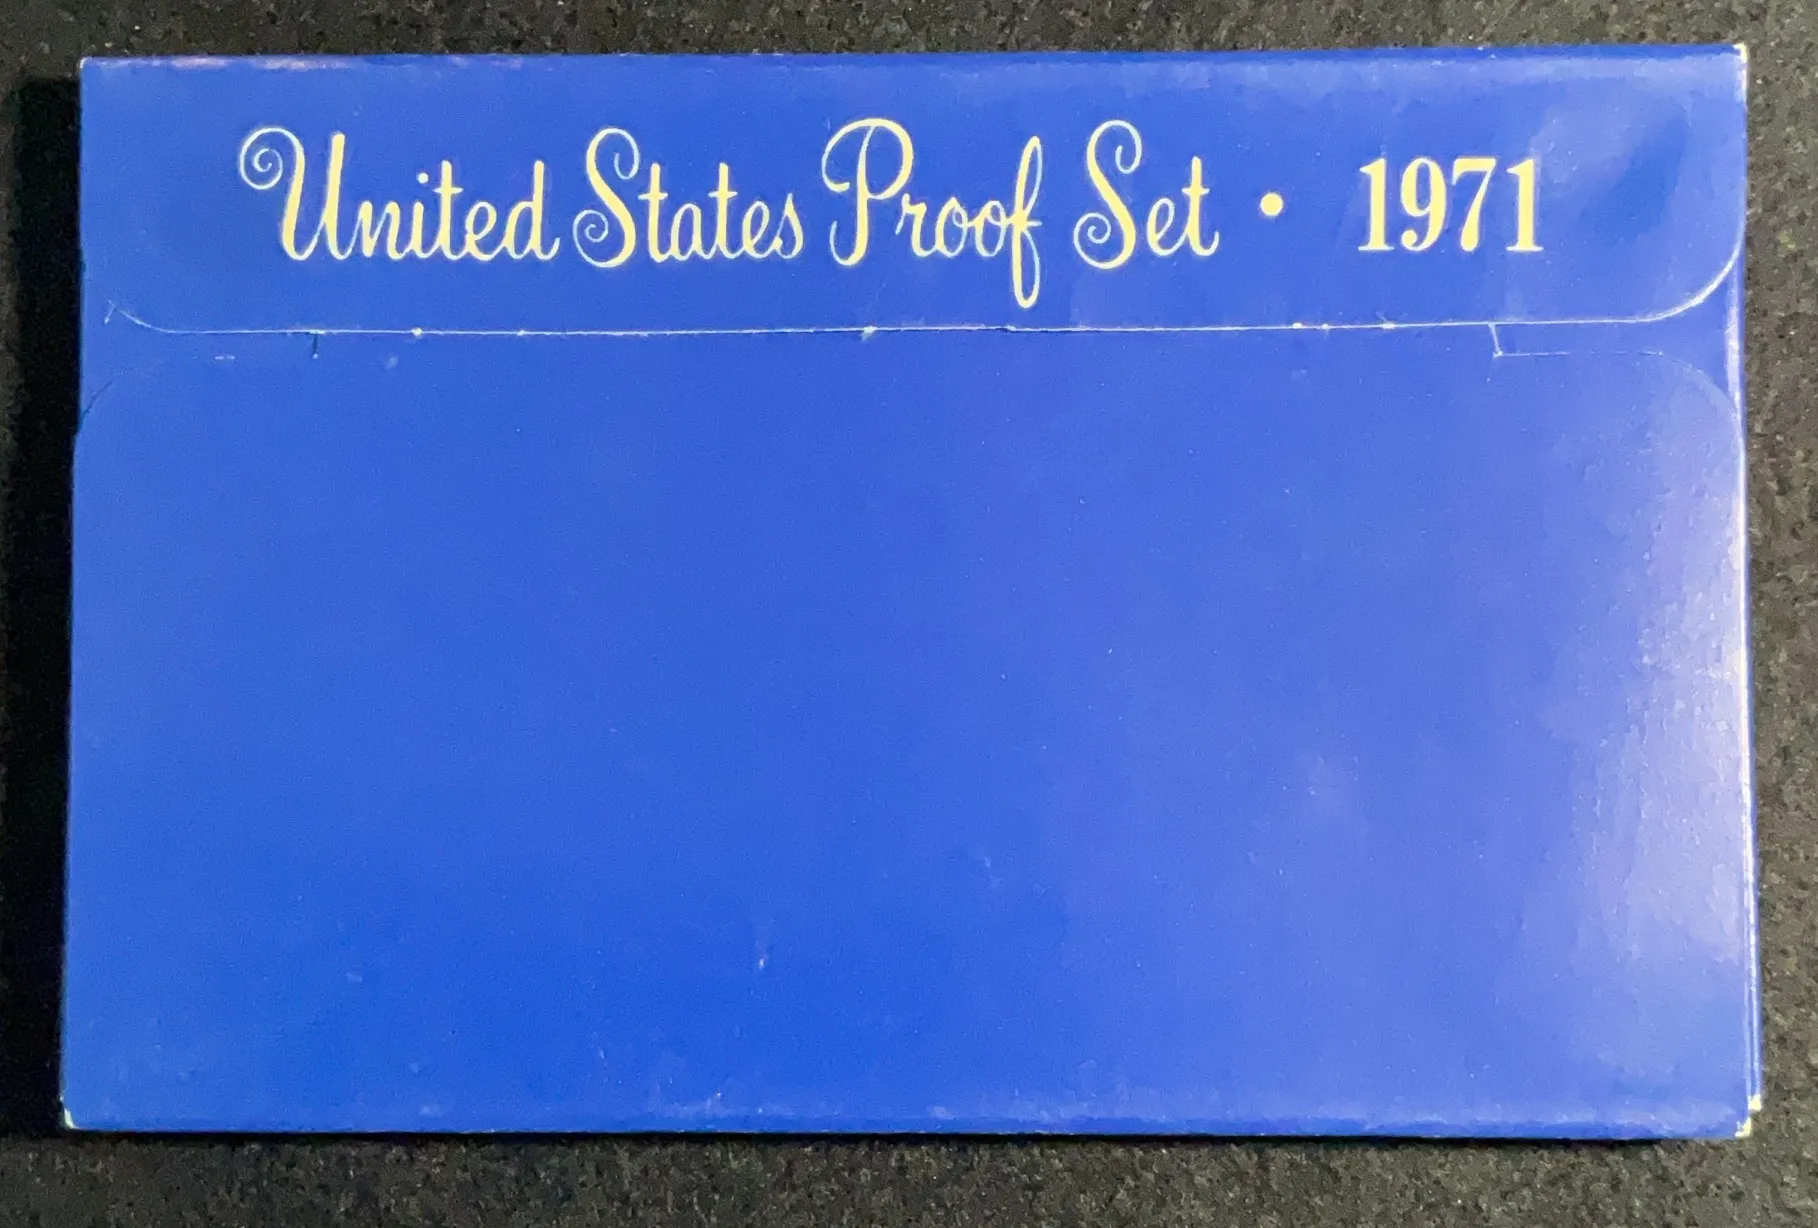 United States Proof Set • 1971